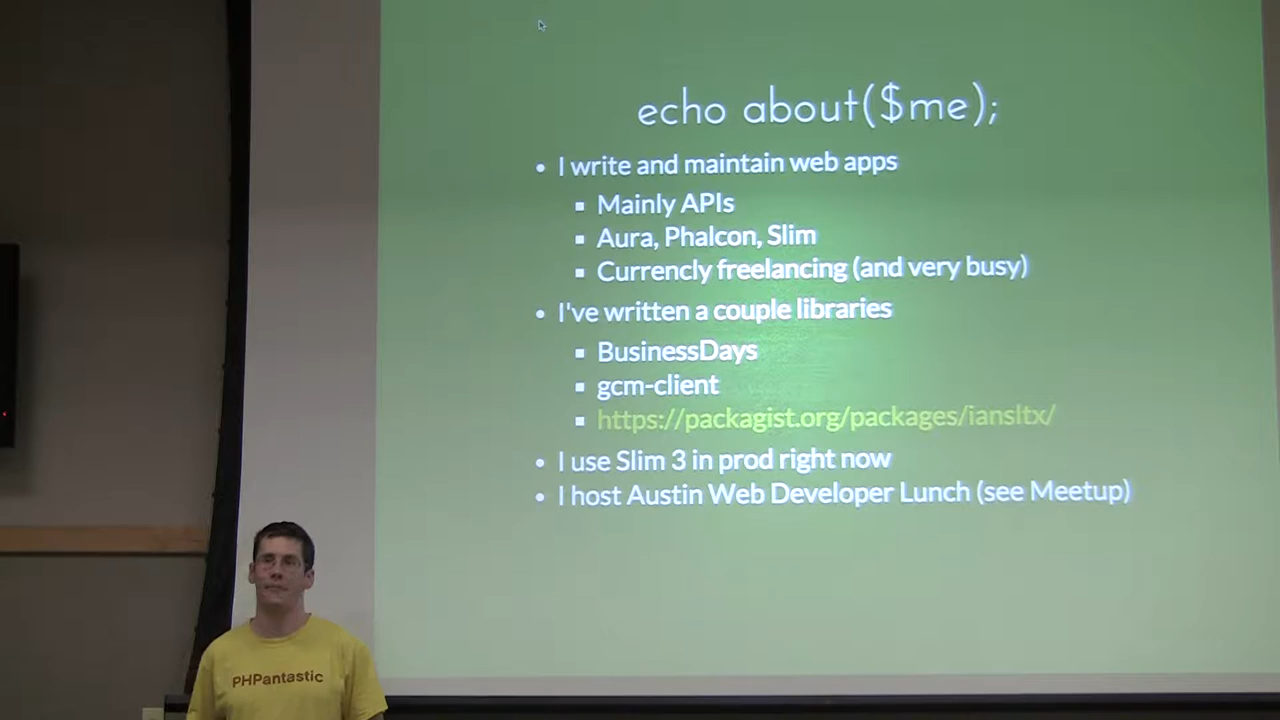 echo about($me);
• I write and maintain web apps
▪ Mainly APIs
▪ Aura, Phalcon, Slim
▪ Currencly freelancing (and very busy)
• I've written a couple libraries
▪ BusinessDays
▪ gcm-client
▪ https://packagist.org/packages/iansltx/
• I use Slim 3 in prod right now
• I host Austin Web Developer Lunch (see Meetup)
PHPantastic